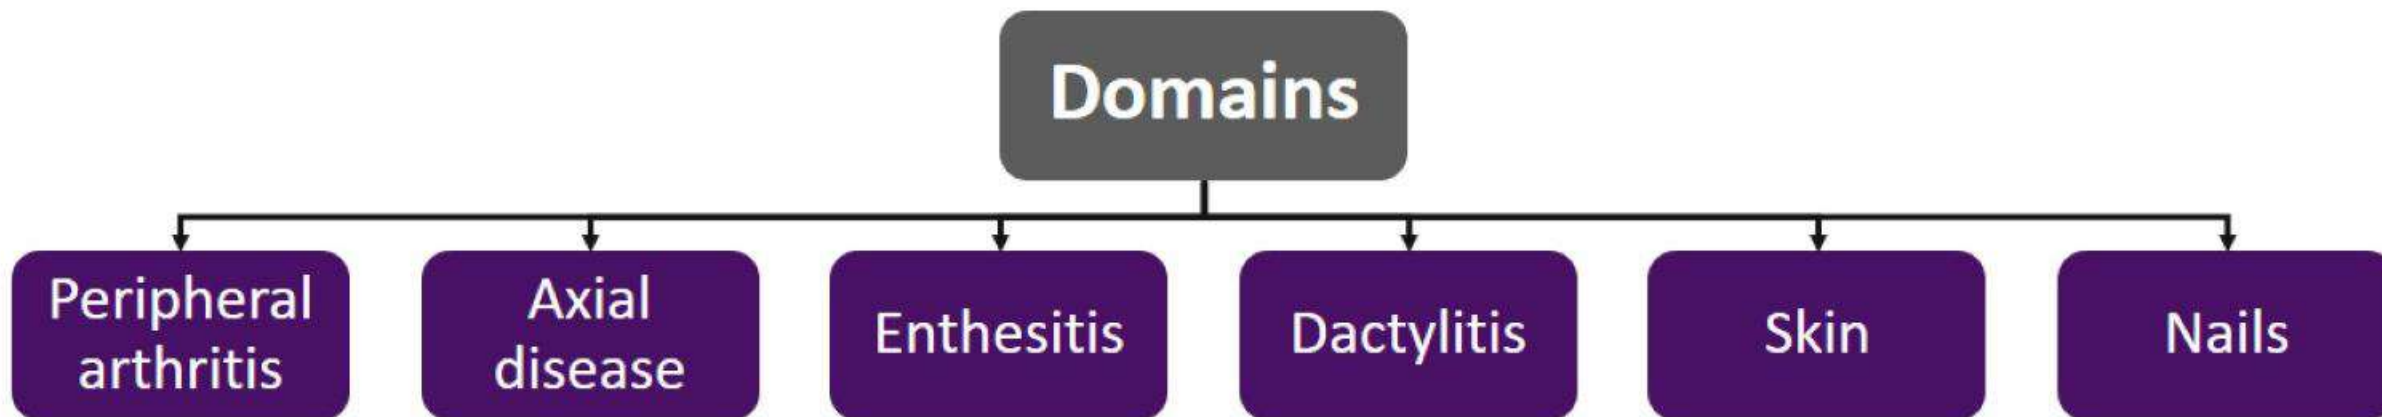 Domains
Peripheral
arthritis
Axial
disease
Enthesitis
Dactylitis
Skin
Nails